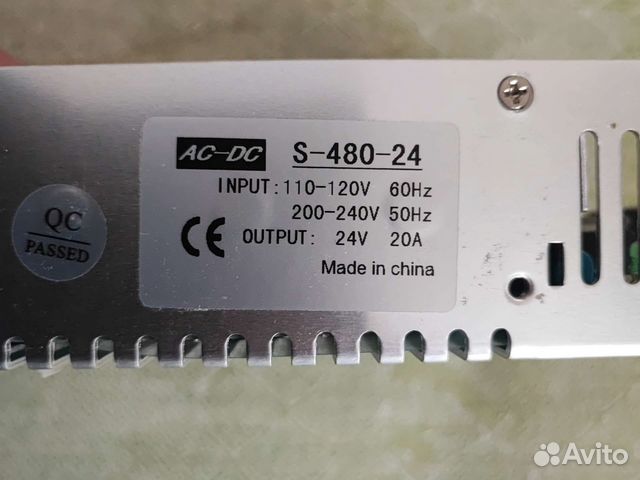 AC-DC S-480-24
INPUT: 110-120V 60Hz
200-240V 50Hz
CE OUTPUT: 24V 20A
Made in china
QC
PASSED
Avito